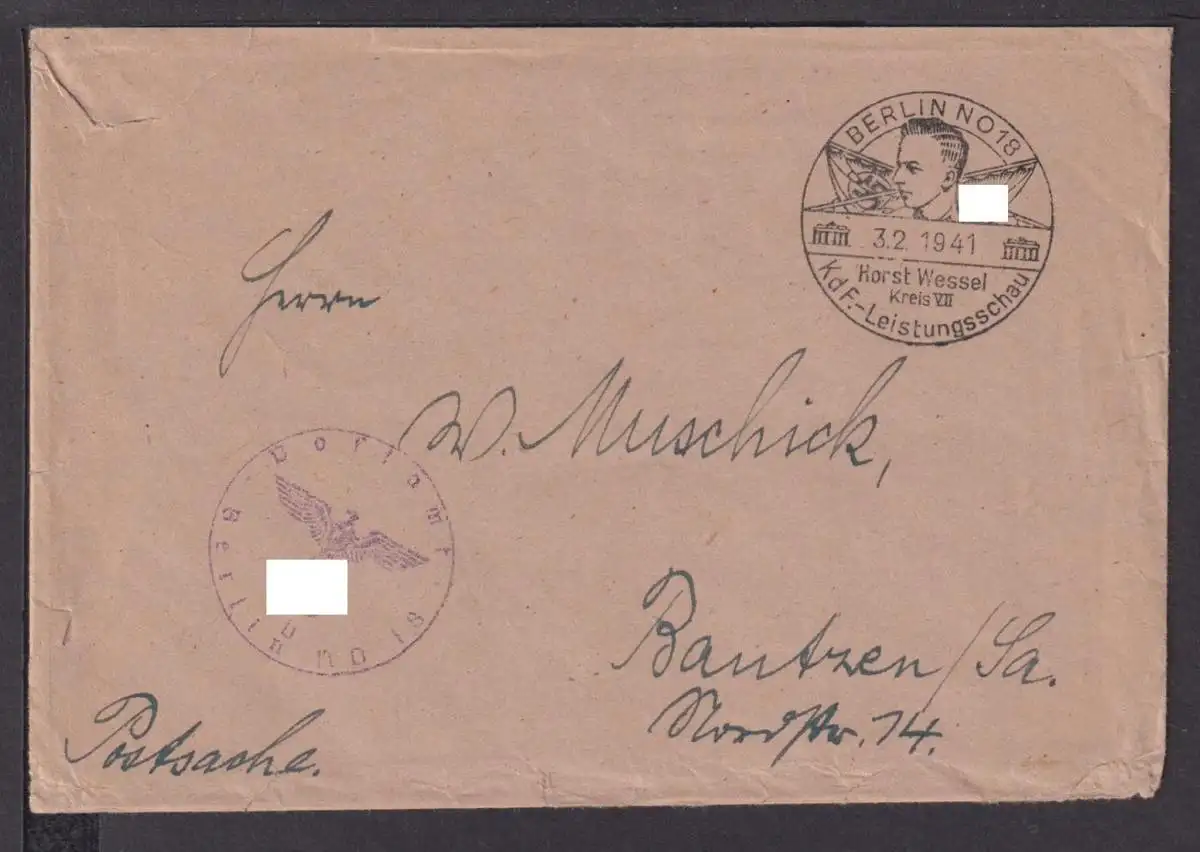 BERLIN NO 18
3.2. 1941
Horst Wessel
Kreis VII
KdF.-Leistungsschau
Herrn
W. Muschick,
Postamt
Berlin NO 18
Bautzen/Sa.
Nordstr. 14.
Postsache.